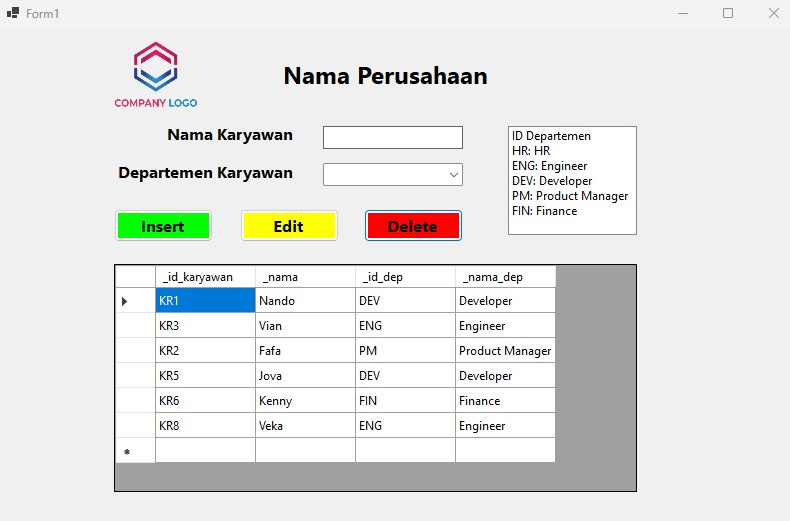 Form1
COMPANY LOGO
Nama Perusahaan
Nama Karyawan
Departemen Karyawan
ID Departemen
HR: HR
ENG: Engineer
DEV: Developer
PM: Product Manager
FIN: Finance
Insert Edit Delete
_id_karyawan _nama _id_dep _nama_dep
KR1 Nando DEV Developer
KR3 Vian ENG Engineer
KR2 Fafa PM Product Manager
KR5 Jova DEV Developer
KR6 Kenny FIN Finance
KR8 Veka ENG Engineer